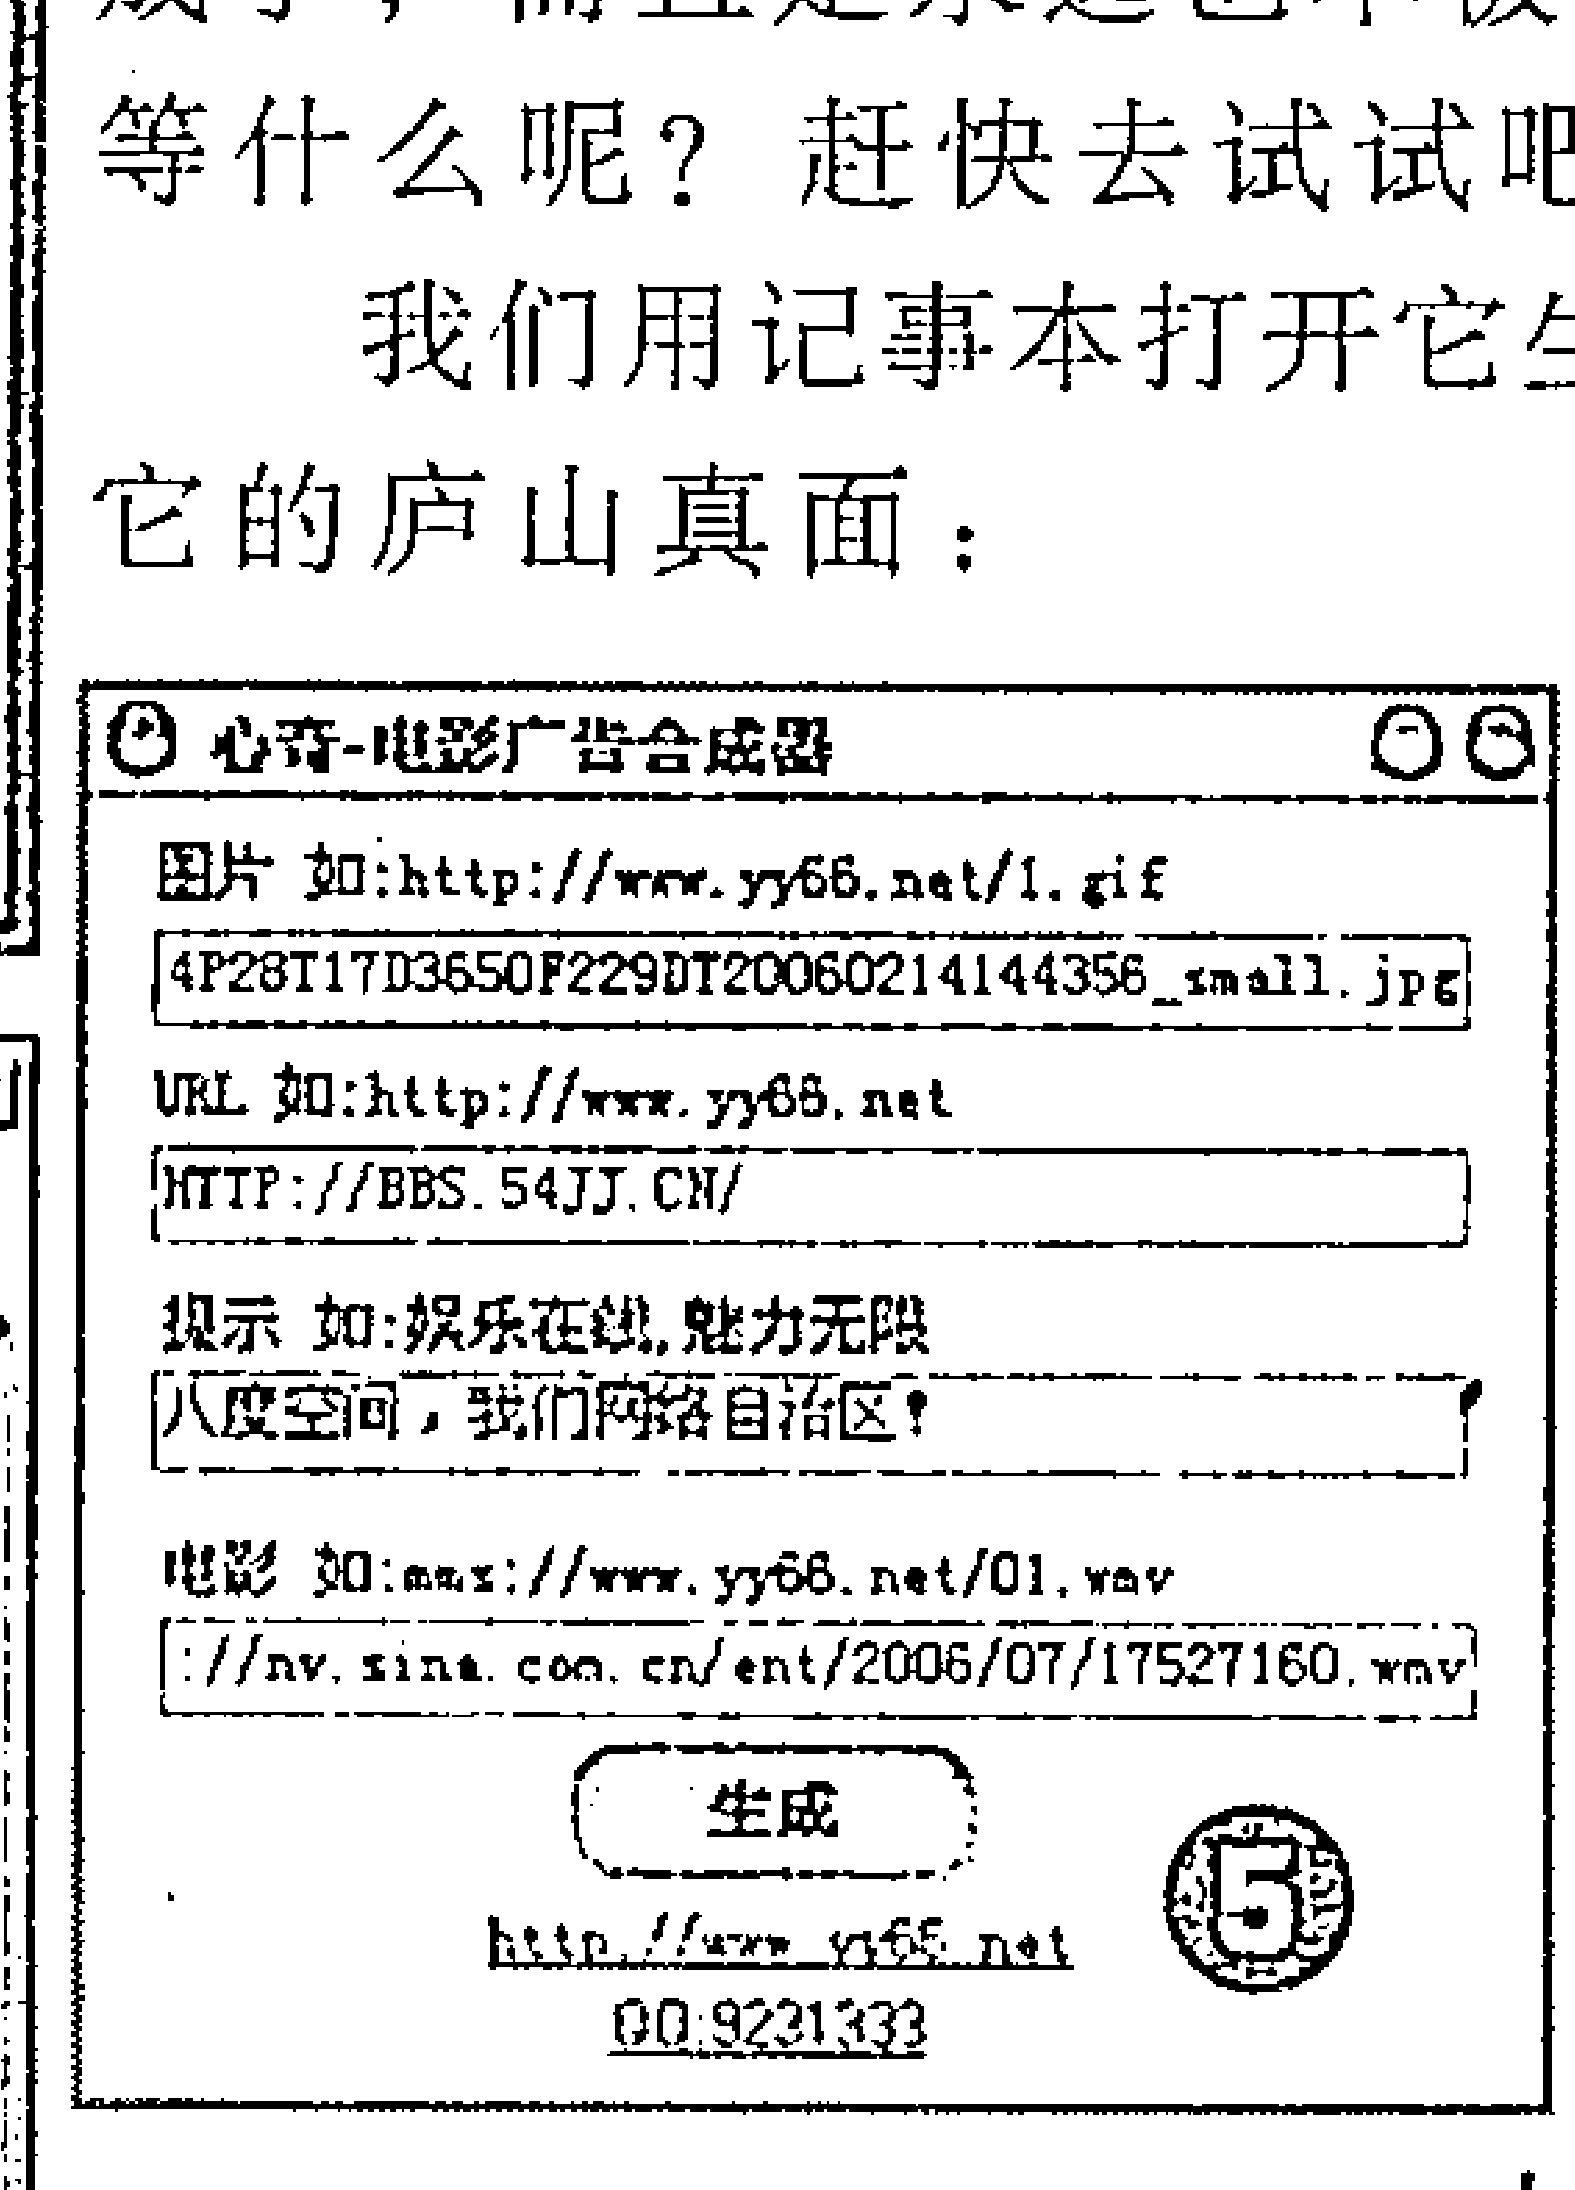 等什么呢？赶快去试试吧
我们用记事本打开它生
它的庐山真面：
心奇-电影广告合成器
图片 如:http://www.yy66.net/1.gif
4P28T17D3650F229DT20060214144356_small.jpg
URL 如:http://www.yy66.net
HTTP://BBS.54JJ.CN/
提示 如:娱乐在线,魅力无限
八度空间，我们网络自治区！
电影 如:mms://www.yy66.net/01.wmv
://nv.sina.com.cn/ent/2006/07/17527160.wmv
生成
5
http://www.yy66.net
QQ:9231333